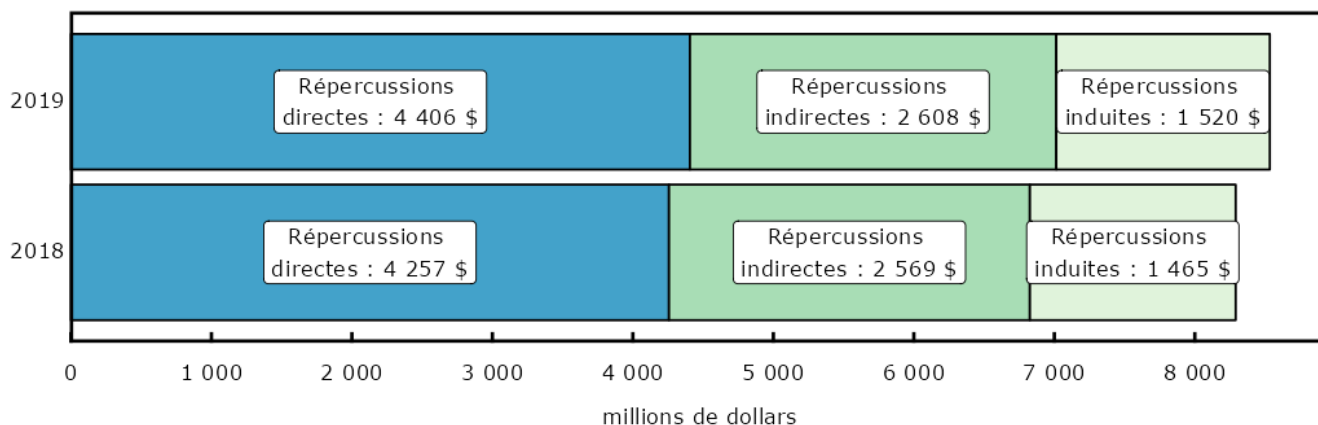 2019
Répercussions
directes : 4 406 $
Répercussions
indirectes : 2 608 $
Répercussions
induites : 1 520 $
2018
Répercussions
directes : 4 257 $
Répercussions
indirectes : 2 569 $
Répercussions
induites : 1 465 $
0 1 000 2 000 3 000 4 000 5 000 6 000 7 000 8 000
millions de dollars